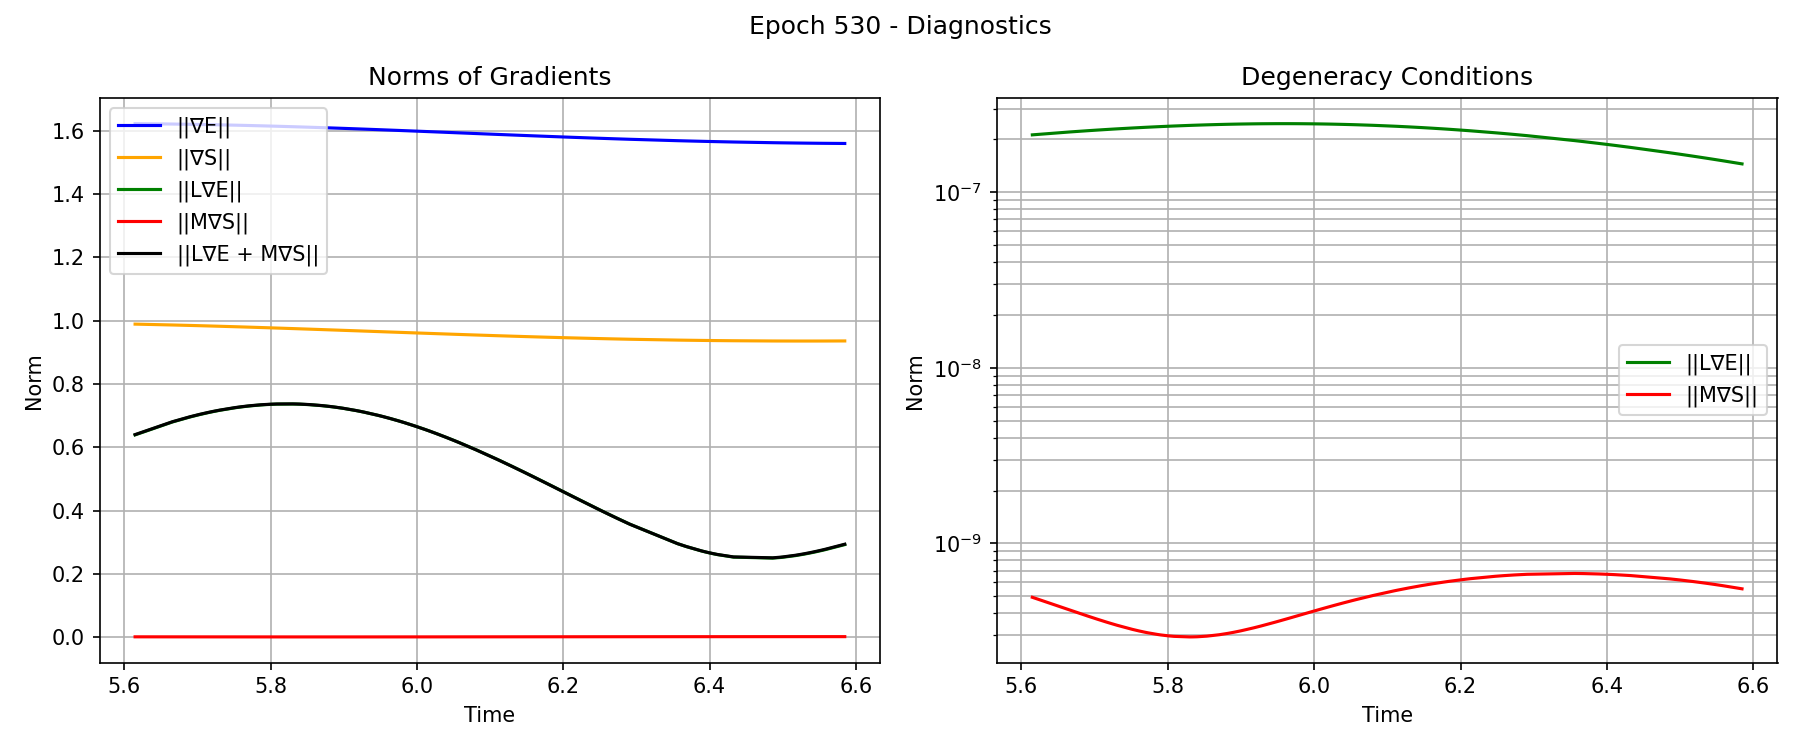 Epoch 530 - Diagnostics
Norms of Gradients
Norm
1.6
1.4
1.2
1.0
0.8
0.6
0.4
0.2
0.0
||∇E||
||∇S||
||L∇E||
||M∇S||
||L∇E + M∇S||
5.6 5.8 6.0 6.2 6.4 6.6
Time
Degeneracy Conditions
Norm
10⁻⁷
10⁻⁸
10⁻⁹
||L∇E||
||M∇S||
5.6 5.8 6.0 6.2 6.4 6.6
Time